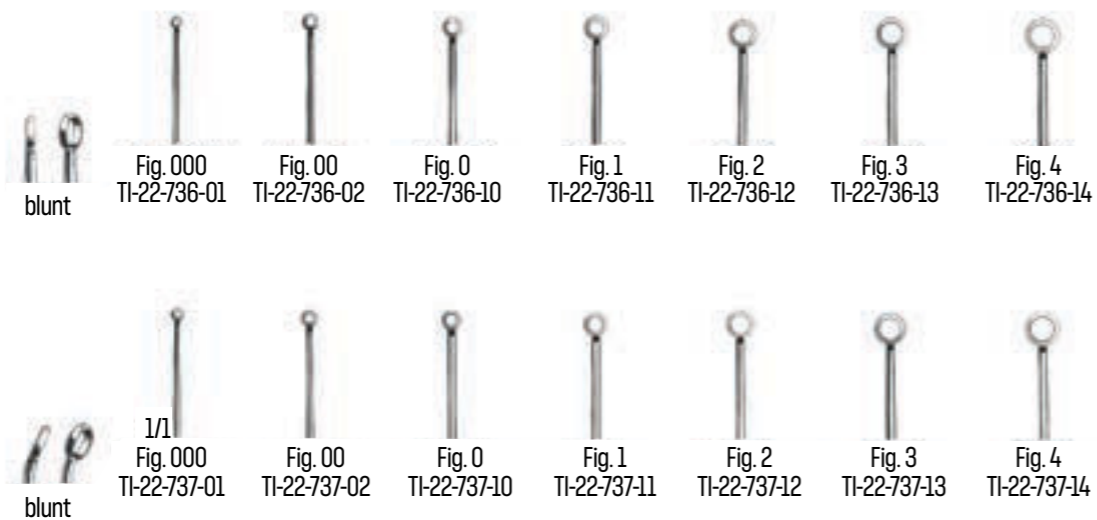 blunt
Fig. 000
TI-22-736-01
Fig. 00
TI-22-736-02
Fig. 0
TI-22-736-10
Fig. 1
TI-22-736-11
Fig. 2
TI-22-736-12
Fig. 3
TI-22-736-13
Fig. 4
TI-22-736-14
blunt
1/1
Fig. 000
TI-22-737-01
Fig. 00
TI-22-737-02
Fig. 0
TI-22-737-10
Fig. 1
TI-22-737-11
Fig. 2
TI-22-737-12
Fig. 3
TI-22-737-13
Fig. 4
TI-22-737-14